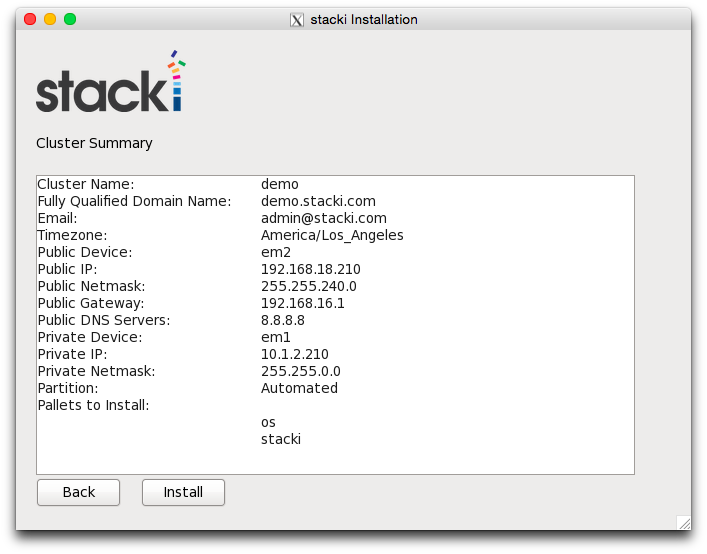 stacki Installation
stacki
Cluster Summary
Cluster Name: demo
Fully Qualified Domain Name: demo.stacki.com
Email: admin@stacki.com
Timezone: America/Los_Angeles
Public Device: em2
Public IP: 192.168.18.210
Public Netmask: 255.255.240.0
Public Gateway: 192.168.16.1
Public DNS Servers: 8.8.8.8
Private Device: em1
Private IP: 10.1.2.210
Private Netmask: 255.255.0.0
Partition: Automated
Pallets to Install:
os
stacki
Back Install